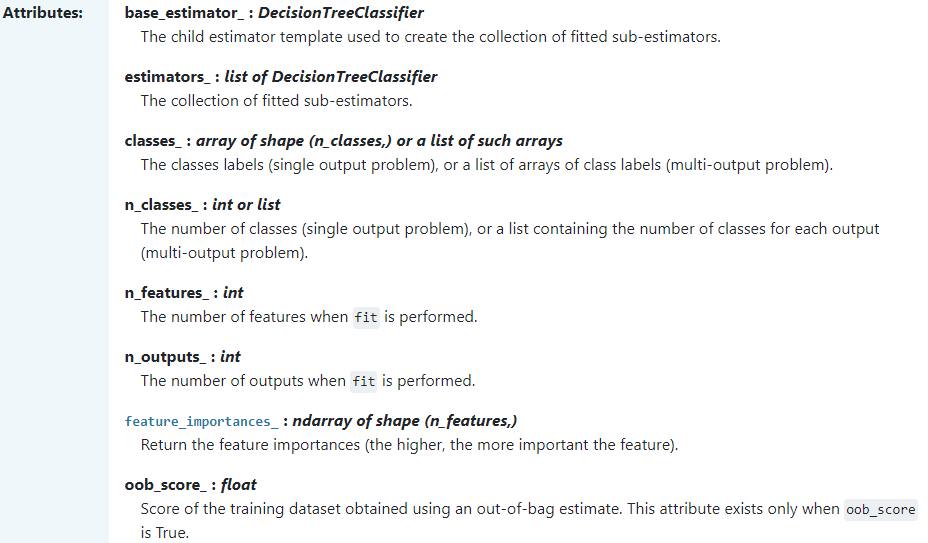 Attributes:
base_estimator_ : DecisionTreeClassifier
The child estimator template used to create the collection of fitted sub-estimators.
estimators_ : list of DecisionTreeClassifier
The collection of fitted sub-estimators.
classes_ : array of shape (n_classes,) or a list of such arrays
The classes labels (single output problem), or a list of arrays of class labels (multi-output problem).
n_classes_ : int or list
The number of classes (single output problem), or a list containing the number of classes for each output
(multi-output problem).
n_features_ : int
The number of features when fit is performed.
n_outputs_ : int
The number of outputs when fit is performed.
feature_importances_ : ndarray of shape (n_features,)
Return the feature importances (the higher, the more important the feature).
oob_score_ : float
Score of the training dataset obtained using an out-of-bag estimate. This attribute exists only when oob_score
is True.